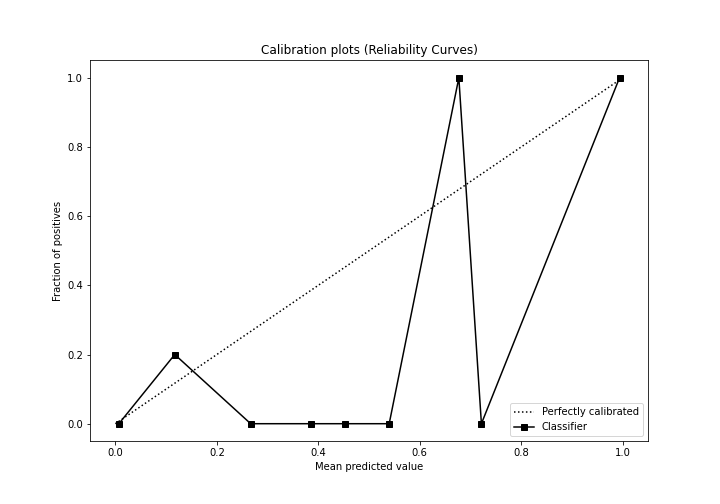 Calibration plots (Reliability Curves)
1.0
0.8
0.6
0.4
0.2
0.0
Fraction of positives
0.0 0.2 0.4 0.6 0.8 1.0
Mean predicted value
Perfectly calibrated
Classifier